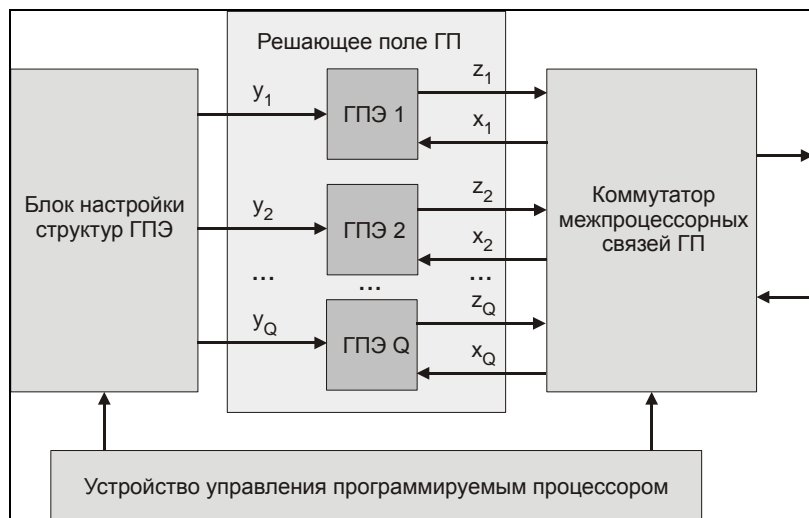 Решающее поле ГП
y1
ГПЭ 1
z1
x1
Блок настройки
структур ГПЭ
y2
ГПЭ 2
z2
x2
Коммутатор
межпроцессорных
связей ГП
...
...
...
yQ
ГПЭ Q
zQ
xQ
Устройство управления программируемым процессором